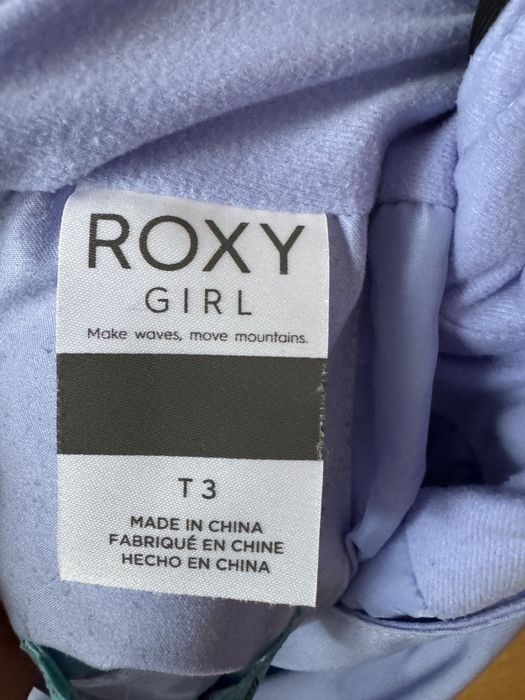 ROXY
GIRL
Make waves, move mountains.
T 3
MADE IN CHINA
FABRIQUÉ EN CHINE
HECHO EN CHINA